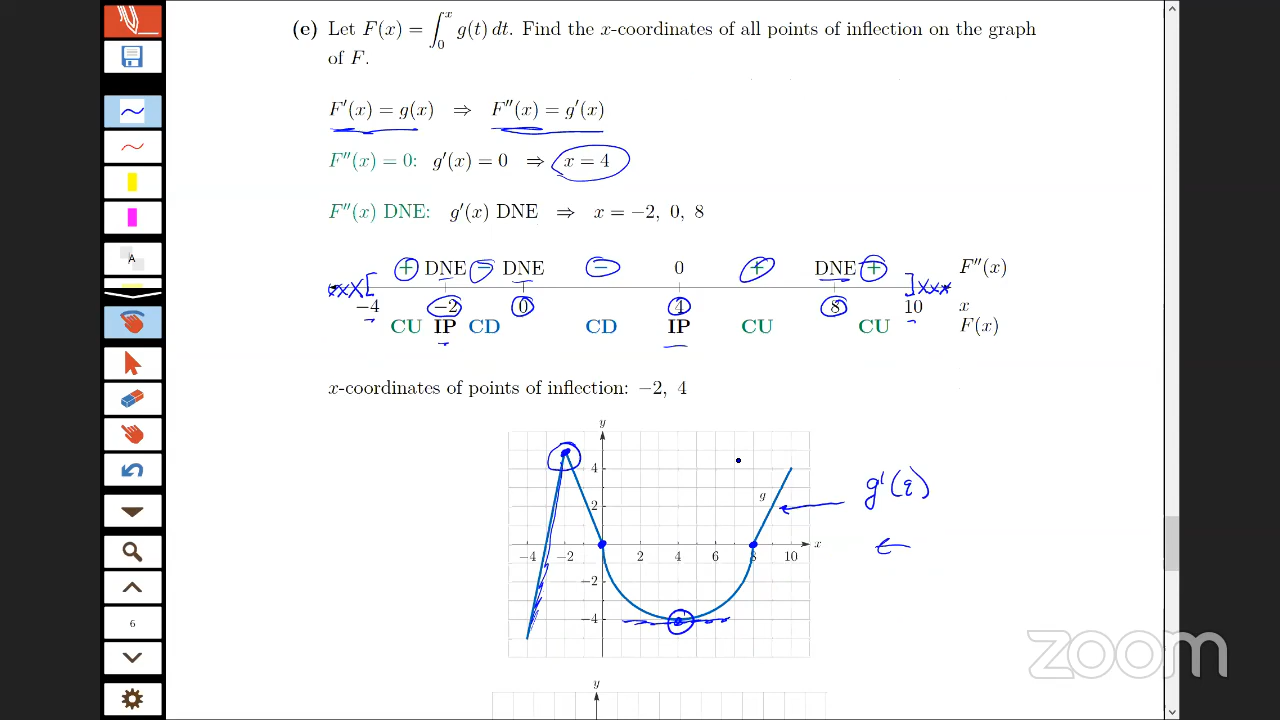 (e) Let F(x) = ∫₀ˣ g(t) dt. Find the x-coordinates of all points of inflection on the graph
of F.
F′(x) = g(x) ⇒ F″(x) = g′(x)
F″(x) = 0: g′(x) = 0 ⇒ x = 4
F″(x) DNE: g′(x) DNE ⇒ x = −2, 0, 8
+ DNE − DNE − 0 + DNE + F″(x)
xxx[ ]xxx
−4 −2 0 4 8 10 x
CU IP CD CD IP CU CU F(x)
x-coordinates of points of inflection: −2, 4
y
4
g
2
−4 −2 2 4 6 8 10 x
−2
−4
y
A
6
zoom